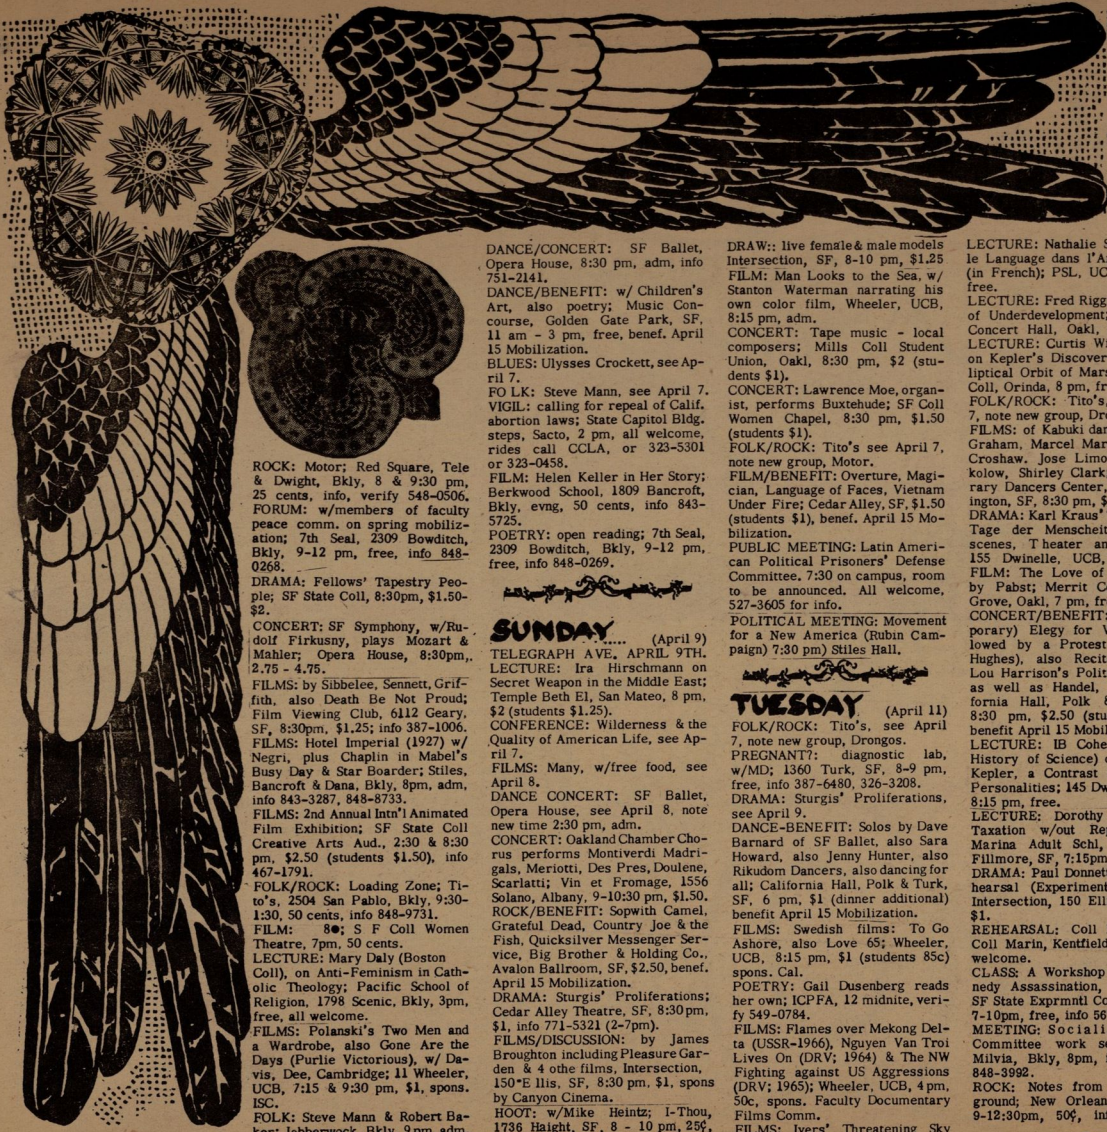 ROCK: Motor; Red Square, Tele
& Dwight, Bkly, 8 & 9:30 pm,
25 cents, info, verify 548-0506.
FORUM: w/members of faculty
peace comm. on spring mobiliz-
ation; 7th Seal, 2309 Bowditch,
Bkly, 9-12 pm, free, info 848-
0268.
DRAMA: Fellows' Tapestry Peo-
ple; SF State Coll, 8:30pm, $1.50-
$2.
CONCERT: SF Symphony, w/Ru-
dolf Firkusny, plays Mozart &
Mahler; Opera House, 8:30pm,
2.75 - 4.75.
FILMS: by Sibbelee, Sennett, Grif-
fith, also Death Be Not Proud;
Film Viewing Club, 6112 Geary,
SF, 8:30pm, $1.25; info 387-1006.
FILMS: Hotel Imperial (1927) w/
Negri, plus Chaplin in Mabel's
Busy Day & Star Boarder; Stiles,
Bancroft & Dana, Bkly, 8pm, adm,
info 843-3287, 848-8733.
FILMS: 2nd Annual Intn'l Animated
Film Exhibition; SF State Coll
Creative Arts Aud., 2:30 & 8:30
pm, $2.50 (students $1.50), info
467-1791.
FOLK/ROCK: Loading Zone; Ti-
to's, 2504 San Pablo, Bkly, 9:30-
1:30, 50 cents, info 848-9731.
FILM: 8●; S F Coll Women
Theatre, 7pm, 50 cents.
LECTURE: Mary Daly (Boston
Coll), on Anti-Feminism in Cath-
olic Theology; Pacific School of
Religion, 1798 Scenic, Bkly, 3pm,
free, all welcome.
FILMS: Polanski's Two Men and
a Wardrobe, also Gone Are the
Days (Purlie Victorious), w/ Da-
vis, Dee, Cambridge; 11 Wheeler,
UCB, 7:15 & 9:30 pm, $1, spons.
ISC.
FOLK: Steve Mann & Robert Ba-
DANCE/CONCERT: SF Ballet,
Opera House, 8:30 pm, adm, info
751-2141.
DANCE/BENEFIT: w/ Children's
Art, also poetry; Music Con-
course, Golden Gate Park, SF,
11 am - 3 pm, free, benef. April
15 Mobilization.
BLUES: Ulysses Crockett, see Ap-
ril 7.
FO LK: Steve Mann, see April 7.
VIGIL: calling for repeal of Calif.
abortion laws; State Capitol Bldg.
steps, Sacto, 2 pm, all welcome,
rides call CCLA, or 323-5301
or 323-0458.
FILM: Helen Keller in Her Story;
Berkwood School, 1809 Bancroft,
Bkly, evng, 50 cents, info 843-
5725.
POETRY: open reading; 7th Seal,
2309 Bowditch, Bkly, 9-12 pm,
free, info 848-0269.
SUNDAY.... (April 9)
TELEGRAPH AVE. APRIL 9TH.
LECTURE: Ira Hirschmann on
Secret Weapon in the Middle East;
Temple Beth El, San Mateo, 8 pm,
$2 (students $1.25).
CONFERENCE: Wilderness & the
Quality of American Life, see Ap-
ril 7.
FILMS: Many, w/free food, see
April 8.
DANCE CONCERT: SF Ballet,
Opera House, see April 8, note
new time 2:30 pm, adm.
CONCERT: Oakland Chamber Cho-
rus performs Montiverdi Madri-
gals, Meriotti, Des Pres, Doulene,
Scarlatti; Vin et Fromage, 1556
Solano, Albany, 9-10:30 pm, $1.50.
ROCK/BENEFIT: Sopwith Camel,
Grateful Dead, Country Joe & the
Fish, Quicksilver Messenger Ser-
vice, Big Brother & Holding Co.,
Avalon Ballroom, SF, $2.50, benef.
April 15 Mobilization.
DRAMA: Sturgis' Proliferations;
Cedar Alley Theatre, SF, 8:30pm,
$1, info 771-5321 (2-7pm).
FILMS/DISCUSSION: by James
Broughton including Pleasure Gar-
den & 4 othe films, Intersection,
150 Ellis, SF, 8:30 pm, $1, spons
by Canyon Cinema.
HOOT: w/Mike Heintz; I-Thou,
1736 Haight, SF, 8 - 10 pm, 25¢,
DRAW:: live female & male models
Intersection, SF, 8-10 pm, $1.25
FILM: Man Looks to the Sea, w/
Stanton Waterman narrating his
own color film, Wheeler, UCB,
8:15 pm, adm.
CONCERT: Tape music - local
composers; Mills Coll Student
Union, Oakl, 8:30 pm, $2 (stu-
dents $1).
CONCERT: Lawrence Moe, organ-
ist, performs Buxtehude; SF Coll
Women Chapel, 8:30 pm, $1.50
(students $1).
FOLK/ROCK: Tito's see April 7,
note new group, Motor.
FILM/BENEFIT: Overture, Magi-
cian, Language of Faces, Vietnam
Under Fire; Cedar Alley, SF, $1.50
(students $1), benef. April 15 Mo-
bilization.
PUBLIC MEETING: Latin Ameri-
can Political Prisoners' Defense
Committee. 7:30 on campus, room
to be announced. All welcome,
527-3605 for info.
POLITICAL MEETING: Movement
for a New America (Rubin Cam-
paign) 7:30 pm) Stiles Hall.
TUESDAY (April 11)
FOLK/ROCK: Tito's, see April
7, note new group, Drongos.
PREGNANT?: diagnostic lab,
w/MD; 1360 Turk, SF, 8-9 pm,
free, info 387-6480, 326-3208.
DRAMA: Sturgis' Proliferations,
see April 9.
DANCE-BENEFIT: Solos by Dave
Barnard of SF Ballet, also Sara
Howard, also Jenny Hunter, also
Rikudom Dancers, also dancing for
all; California Hall, Polk & Turk,
SF, 6 pm, $1 (dinner additional)
benefit April 15 Mobilization.
FILMS: Swedish films: To Go
Ashore, also Love 65; Wheeler,
UCB, 8:15 pm, $1 (students 85c)
spons. Cal.
POETRY: Gail Dusenberg reads
her own; ICPFA, 12 midnite, veri-
fy 549-0784.
FILMS: Flames over Mekong Del-
ta (USSR-1966), Nguyen Van Troi
Lives On (DRV; 1964) & The NW
Fighting against US Aggressions
(DRV; 1965); Wheeler, UCB, 4 pm,
50c, spons. Faculty Documentary
Films Comm.
FILMS: Ivers' Threatening Sky
LECTURE: Nathalie S
le Language dans l'A
(in French); PSL, UC
free.
LECTURE: Fred Rigg
of Underdevelopment;
Concert Hall, Oakl,
LECTURE: Curtis W
on Kepler's Discover
liptical Orbit of Mars
Coll, Orinda, 8 pm, fr
FOLK/ROCK: Tito's,
7, note new group, Dr
FILMS: of Kabuki dan
Graham, Marcel Mar
Croshaw, Jose Limo
kolow, Shirley Clark
rary Dancers Center,
ington, SF, 8:30 pm, $
DRAMA: Karl Kraus'
Tage der Menscheit
scenes, Theater an
155 Dwinelle, UCB,
FILM: The Love of
by Pabst; Merrit C
Grove, Oakl, 7 pm, fr
CONCERT/BENEFIT:
porary) Elegy for V
lowed by a Protest
Hughes), also Recit
Lou Harrison's Polit
as well as Handel,
fornia Hall, Polk &
8:30 pm, $2.50 (stu
benefit April 15 Mobil
LECTURE: IB Cohe
History of Science)
Kepler, a Contrast
Personalities; 145 Dw
8:15 pm, free.
LECTURE: Dorothy
Taxation w/out Rep
Marina Adult Schl,
Fillmore, SF, 7:15pm
DRAMA: Paul Donnet
hearsal (Experiment
Intersection, 150 Ell
$1.
REHEARSAL: Coll
Coll Marin, Kentfield
welcome.
CLASS: A Workshop
nedy Assassination,
SF State Exprmntl Co
7-10pm, free, info 56
MEETING: Sociali
Committee work se
Milvia, Bkly, 8pm,
848-3992.
ROCK: Notes from
ground; New Orlean
9-12:30pm, 50¢, in